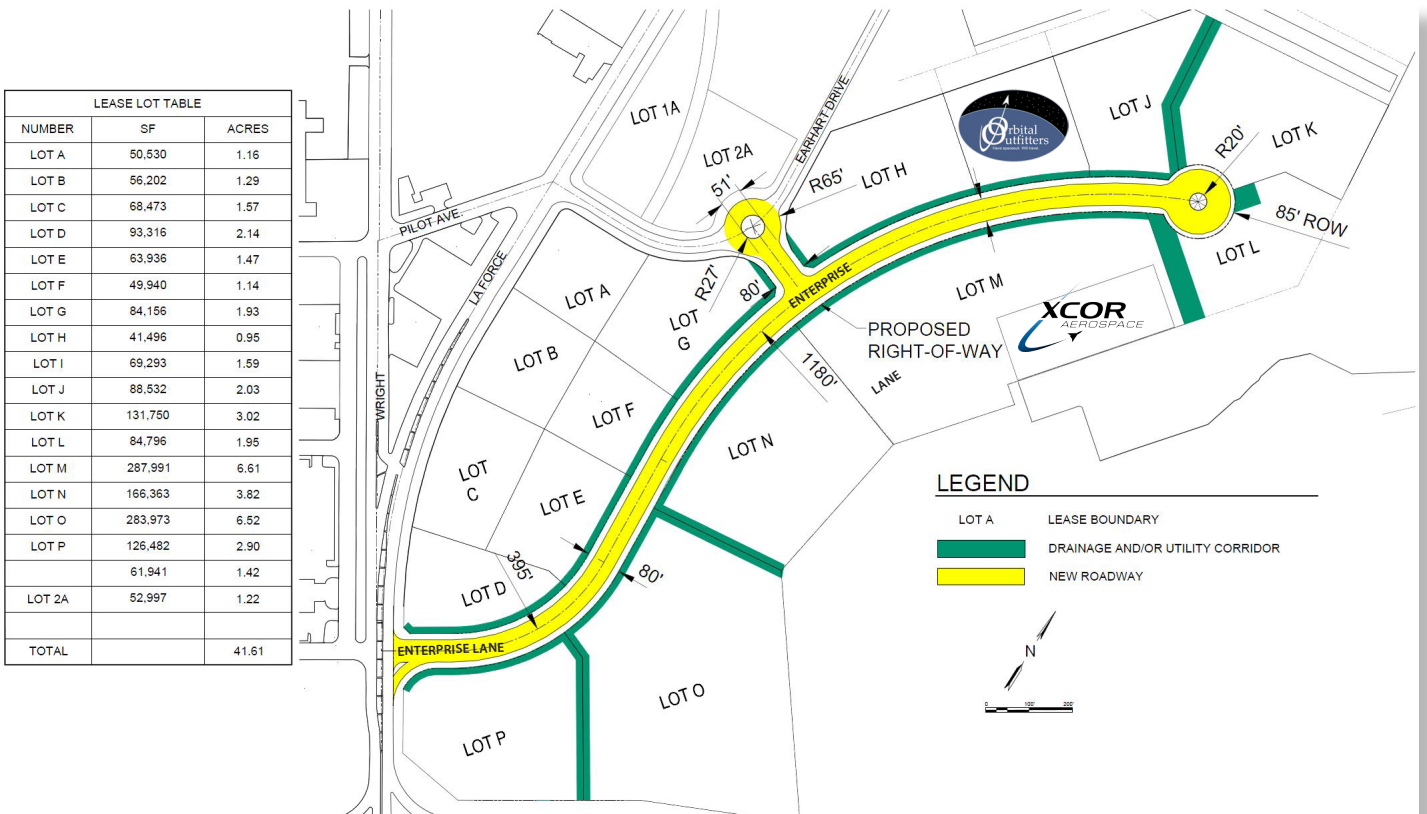 LEASE LOT TABLE
NUMBER SF ACRES
LOT A 50,530 1.16
LOT B 56,202 1.29
LOT C 68,473 1.57
LOT D 93,316 2.14
LOT E 63,936 1.47
LOT F 49,940 1.14
LOT G 84,156 1.93
LOT H 41,496 0.95
LOT I 69,293 1.59
LOT J 88,532 2.03
LOT K 131,750 3.02
LOT L 84,796 1.95
LOT M 287,991 6.61
LOT N 166,363 3.82
LOT O 283,973 6.52
LOT P 126,482 2.90
61,941 1.42
LOT 2A 52,997 1.22
TOTAL 41.61
LOT 1A
LOT 2A
EARHART DRIVE
51'
R65'
LOT H
Orbital
Outfitters
LOT J
R20'
LOT K
85' ROW
LOT L
PILOT AVE.
LA FORCE
WRIGHT
LOT A
LOT B
LOT
C
LOT D
LOT E
LOT F
LOT
G
R27'
80'
ENTERPRISE
LOT M
XCOR
AEROSPACE
PROPOSED
RIGHT-OF-WAY
LANE
1180'
LOT N
395'
80'
ENTERPRISE LANE
LOT O
LOT P
LEGEND
LOT A LEASE BOUNDARY
DRAINAGE AND/OR UTILITY CORRIDOR
NEW ROADWAY
N
0 100' 200'